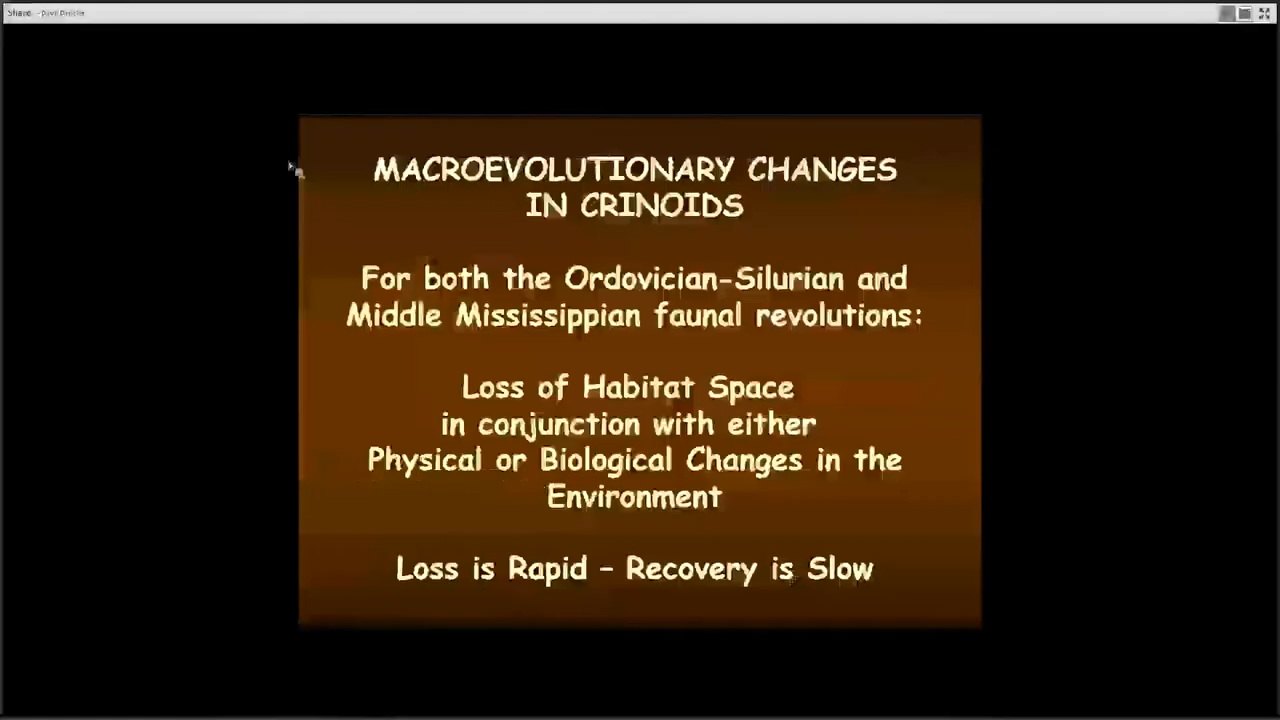 Share
MACROEVOLUTIONARY CHANGES
IN CRINOIDS
For both the Ordovician-Silurian and
Middle Mississippian faunal revolutions:
Loss of Habitat Space
in conjunction with either
Physical or Biological Changes in the
Environment
Loss is Rapid – Recovery is Slow